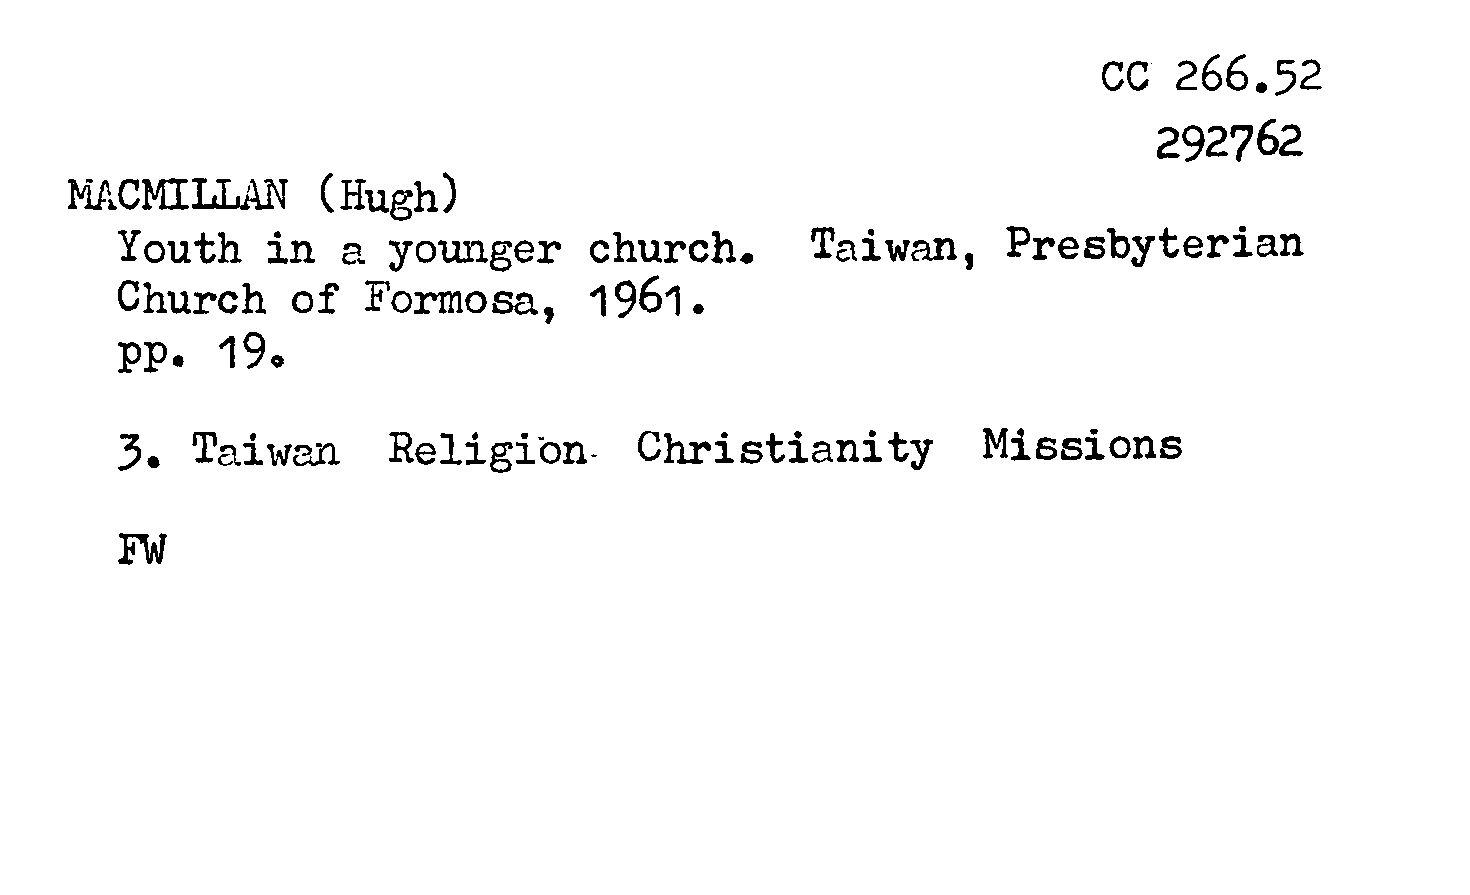 CC 266.52
292762
MACMILLAN (Hugh)
Youth in a younger church. Taiwan, Presbyterian
Church of Formosa, 1961.
pp. 19.
3. Taiwan Religion Christianity Missions
FW